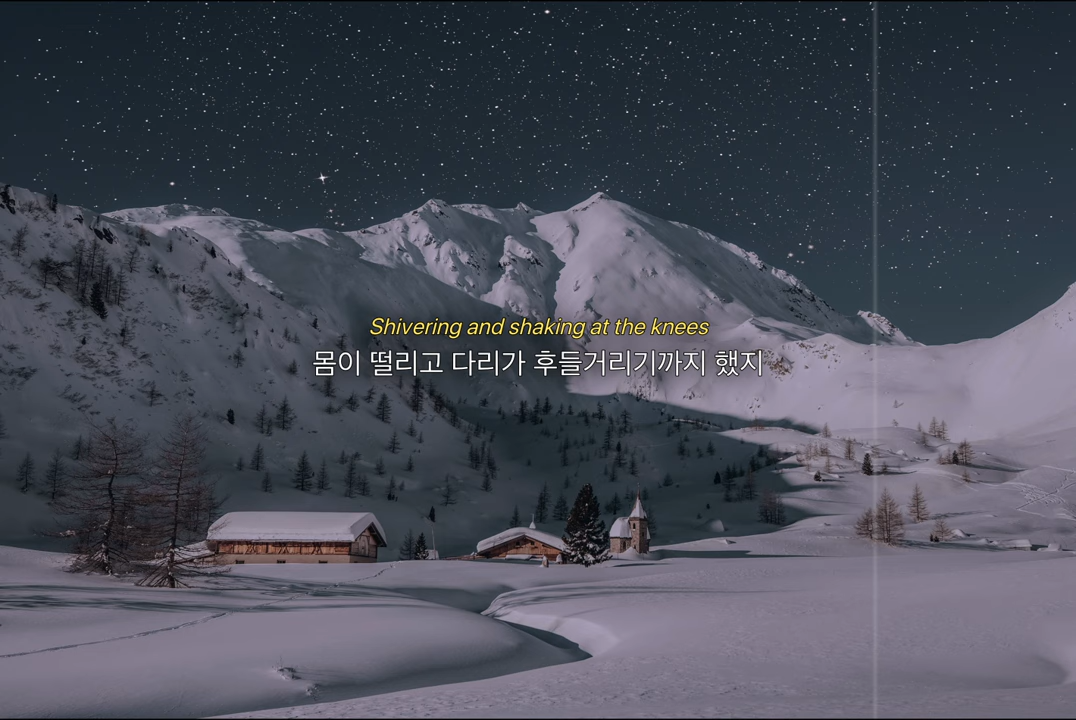 Shivering and shaking at the knees
몸이 떨리고 다리가 후들거리기까지 했지